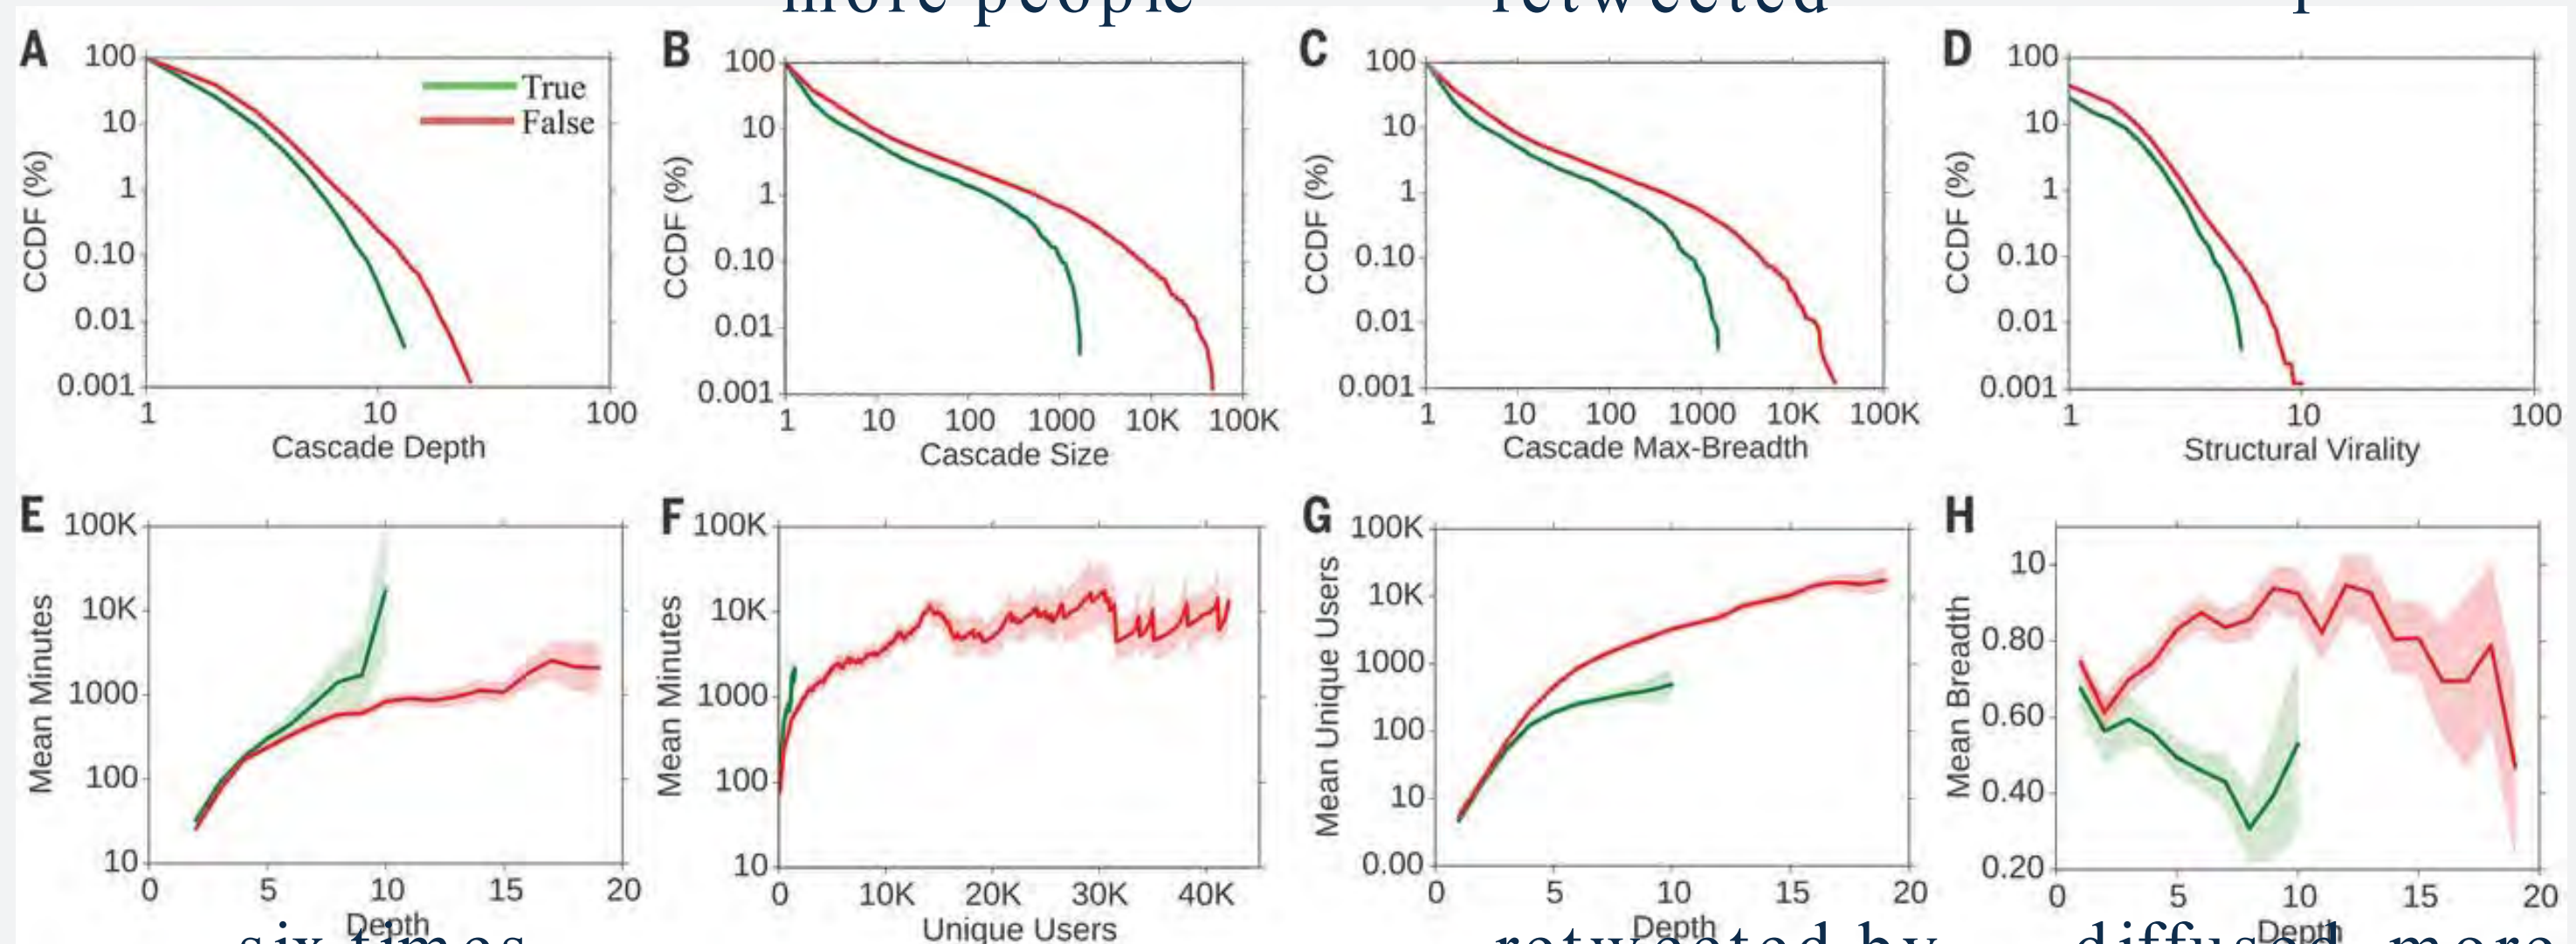 more people
retweeted
A
100
10
1
0.10
0.01
0.001
CCDF (%)
True
False
1
10
100
Cascade Depth
B
100
10
1
0.10
0.01
0.001
CCDF (%)
1
10
100
1000
10K
100K
Cascade Size
C
100
10
1
0.10
0.01
0.001
CCDF (%)
1
10
100
1000
10K
100K
Cascade Max-Breadth
D
100
10
1
0.10
0.01
0.001
CCDF (%)
1
10
100
Structural Virality
E
100K
10K
1000
100
10
Mean Minutes
0
5
10
15
20
Depth
F
100K
10K
1000
100
10
Mean Minutes
0
10K
20K
30K
40K
Unique Users
G
100K
10K
1000
100
10
0.00
Mean Unique Users
0
5
10
15
20
Depth
H
10
0.80
0.60
0.40
0.20
Mean Breadth
0
5
10
15
20
Depth
six times
retweeted by
diffused more